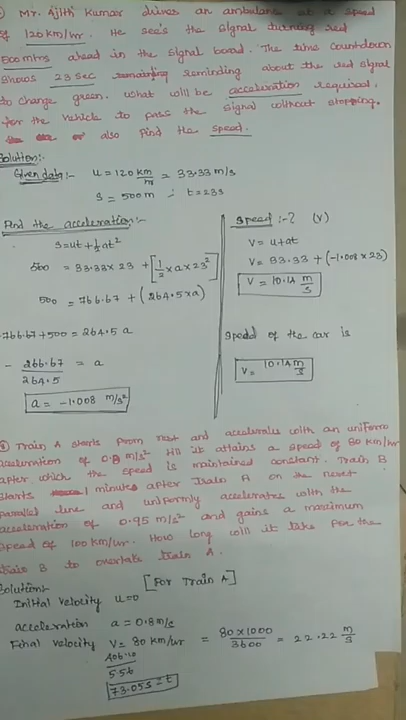 Mr. Ajith Kumar drives an ambulance at a speed
of 120 km/hr. He see's the signal turning red
500 mtrs ahead in the signal board. The time countdown
shows 23 sec reminding about the red signal
to change green. What will be acceleration required,
for the vehicle to pass the signal without stopping.
also find the speed.
Solution:-
Given data:- u = 120 km/hr = 33.33 m/s
s = 500m ∴ t = 23s
Find the acceleration:-
s = ut + 1/2 at²
500 = 33.33 x 23 + [1/2 x a x 23²]
500 = 766.67 + (264.5 x a)
-766.67 + 500 = 264.5 a
- 266.67 / 264.5 = a
a = -1.008 m/s²
Speed :-? (v)
v = u + at
v = 33.33 + (-1.008 x 23)
v = 10.14 m/s
Speed of the car is
v = 10.14 m/s
Train A starts from rest and accelerates with an uniform
acceleration of 0.8 m/s² till it attains a speed of 80 km/hr
after which the speed is maintained constant. Train B
starts 1 minutes after Train A on the next
parallel line and uniformly accelerates with the
acceleration of 0.95 m/s² and gains a maximum
speed of 100 km/hr. How long will it take for the
train B to overtake train A.
Solution [For Train A]
Initial velocity u = 0
acceleration a = 0.8 m/s
Final velocity V = 80 km/hr = 80 x 1000 / 3600 = 22.22 m/s
406.10
5.56
73.05s = t